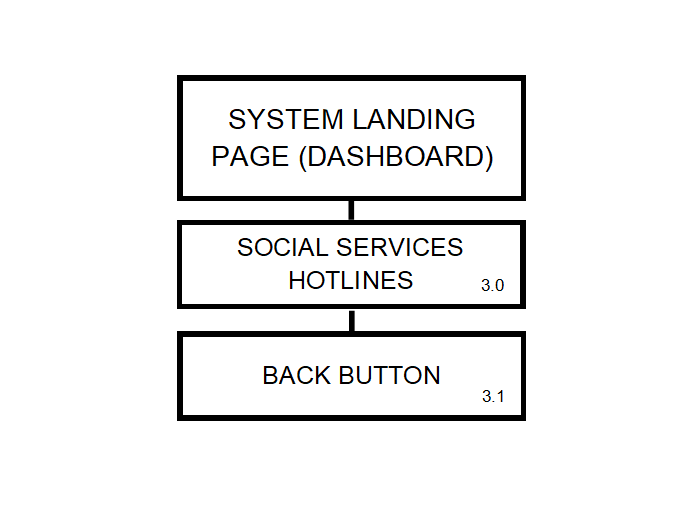 SYSTEM LANDING
PAGE (DASHBOARD)
SOCIAL SERVICES
HOTLINES
3.0
BACK BUTTON
3.1